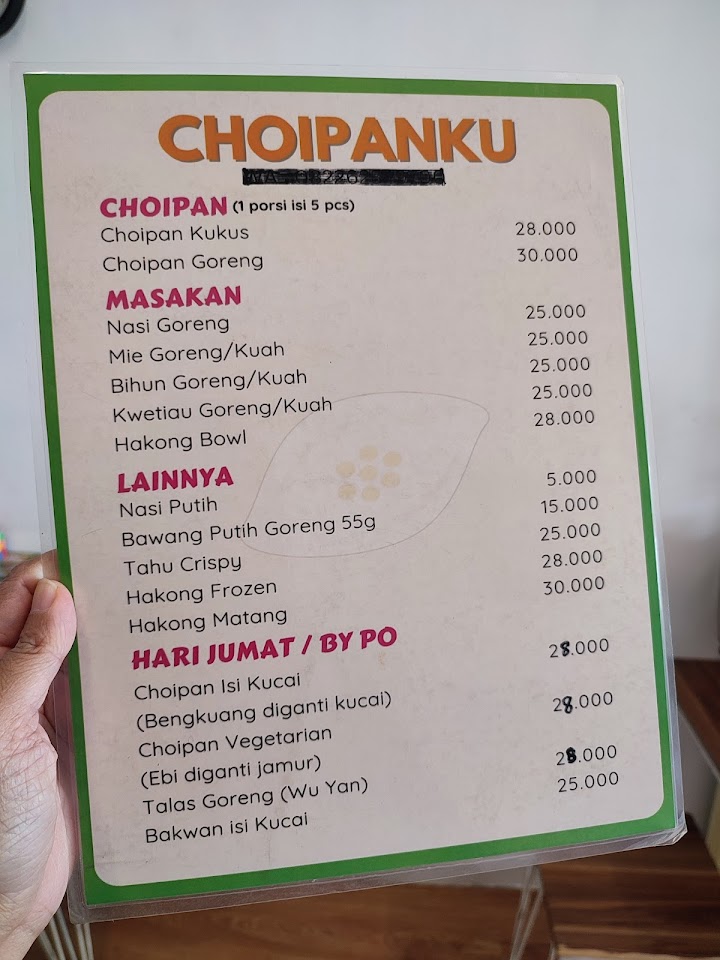 CHOIPANKU
CHOIPAN (1 porsi isi 5 pcs)
Choipan Kukus 28.000
Choipan Goreng 30.000
MASAKAN
Nasi Goreng 25.000
Mie Goreng/Kuah 25.000
Bihun Goreng/Kuah 25.000
Kwetiau Goreng/Kuah 25.000
Hakong Bowl 28.000
LAINNYA
Nasi Putih 5.000
Bawang Putih Goreng 55g 15.000
Tahu Crispy 25.000
Hakong Frozen 28.000
Hakong Matang 30.000
HARI JUMAT / BY PO
Choipan Isi Kucai 28.000
(Bengkuang diganti kucai)
Choipan Vegetarian 28.000
(Ebi diganti jamur)
Talas Goreng (Wu Yan) 28.000
Bakwan isi Kucai 25.000